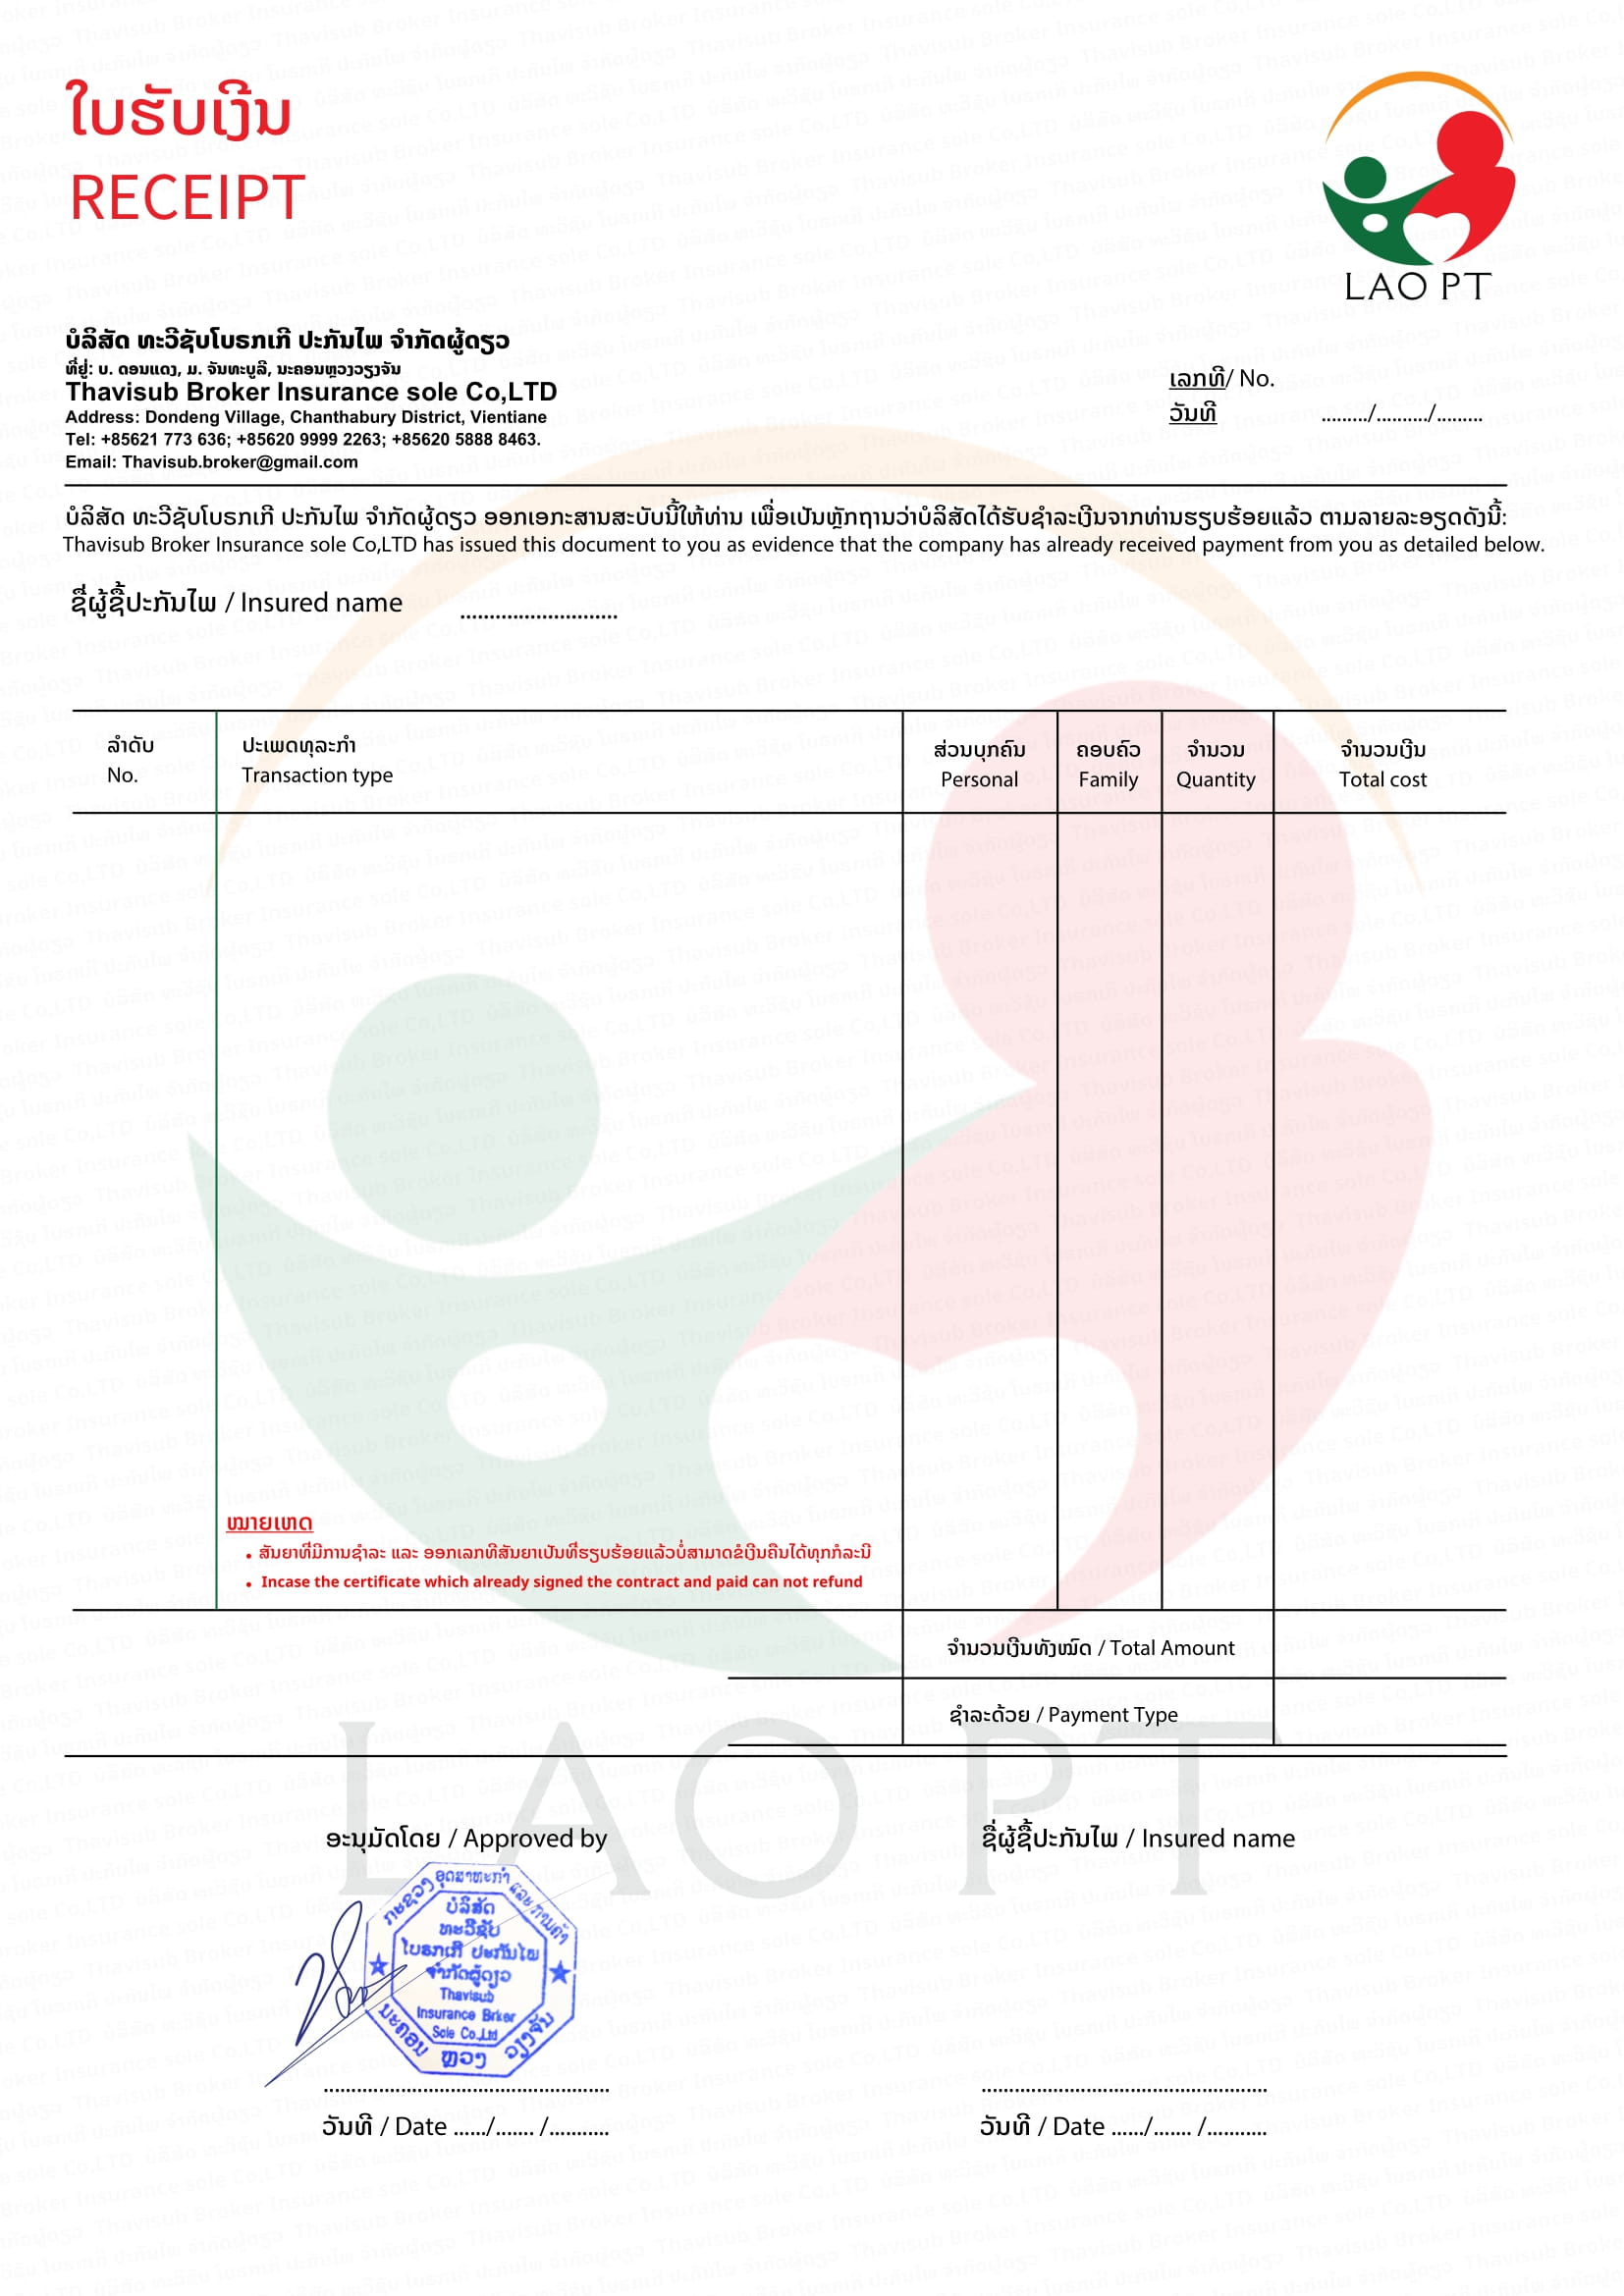 ໃບຮັບເງິນ
RECEIPT
LAO PT
ບໍລິສັດ ທະວີຊັບໂບຣກເກີ ປະກັນໄພ ຈຳກັດຜູ້ດຽວ
ທີ່ຢູ່: ບ. ດອນແດງ, ມ. ຈັນທະບູລີ, ນະຄອນຫຼວງວຽງຈັນ
Thavisub Broker Insurance sole Co,LTD
Address: Dondeng Village, Chanthabury District, Vientiane
Tel: +85621 773 636; +85620 9999 2263; +85620 5888 8463.
Email: Thavisub.broker@gmail.com
ເລກທີ/ No.
ວັນທີ ........./........../.........
ບໍລິສັດ ທະວີຊັບໂບຣກເກີ ປະກັນໄພ ຈຳກັດຜູ້ດຽວ ອອກເອກະສານສະບັບນີ້ໃຫ້ທ່ານ ເພື່ອເປັນຫຼັກຖານວ່າບໍລິສັດໄດ້ຮັບຊຳລະເງິນຈາກທ່ານຮຽບຮ້ອຍແລ້ວ ຕາມລາຍລະອຽດດັ່ງນີ້:
Thavisub Broker Insurance sole Co,LTD has issued this document to you as evidence that the company has already received payment from you as detailed below.
ຊື່ຜູ້ຊື້ປະກັນໄພ / Insured name ...........................
ລຳດັບ ປະເພດທຸລະກຳ ສ່ວນບຸກຄົນ ຄອບຄົວ ຈຳນວນ ຈຳນວນເງິນ
No. Transaction type Personal Family Quantity Total cost
ໝາຍເຫດ
• ສັນຍາທີ່ມີການຊຳລະ ແລະ ອອກເລກທີສັນຍາເປັນທີ່ຮຽບຮ້ອຍແລ້ວບໍ່ສາມາດຂໍເງິນຄືນໄດ້ທຸກກໍລະນີ
• Incase the certificate which already signed the contract and paid can not refund
ຈຳນວນເງິນທັງໝົດ / Total Amount
ຊຳລະດ້ວຍ / Payment Type
LAO PT
ອະນຸມັດໂດຍ / Approved by
ຊື່ຜູ້ຊື້ປະກັນໄພ / Insured name
ກະຊວງ ອຸດສາຫະກຳ ແລະ ການຄ້າ
ບໍລິສັດ
ທະວີຊັບ
ໂບຣກເກີ ປະກັນໄພ
ຈຳກັດຜູ້ດຽວ
Thavisub
Insurance Brker
Sole Co.,Ltd
ນະຄອນ ຫຼວງ ວຽງຈັນ
ວັນທີ / Date ....../....... /...........
ວັນທີ / Date ....../....... /...........